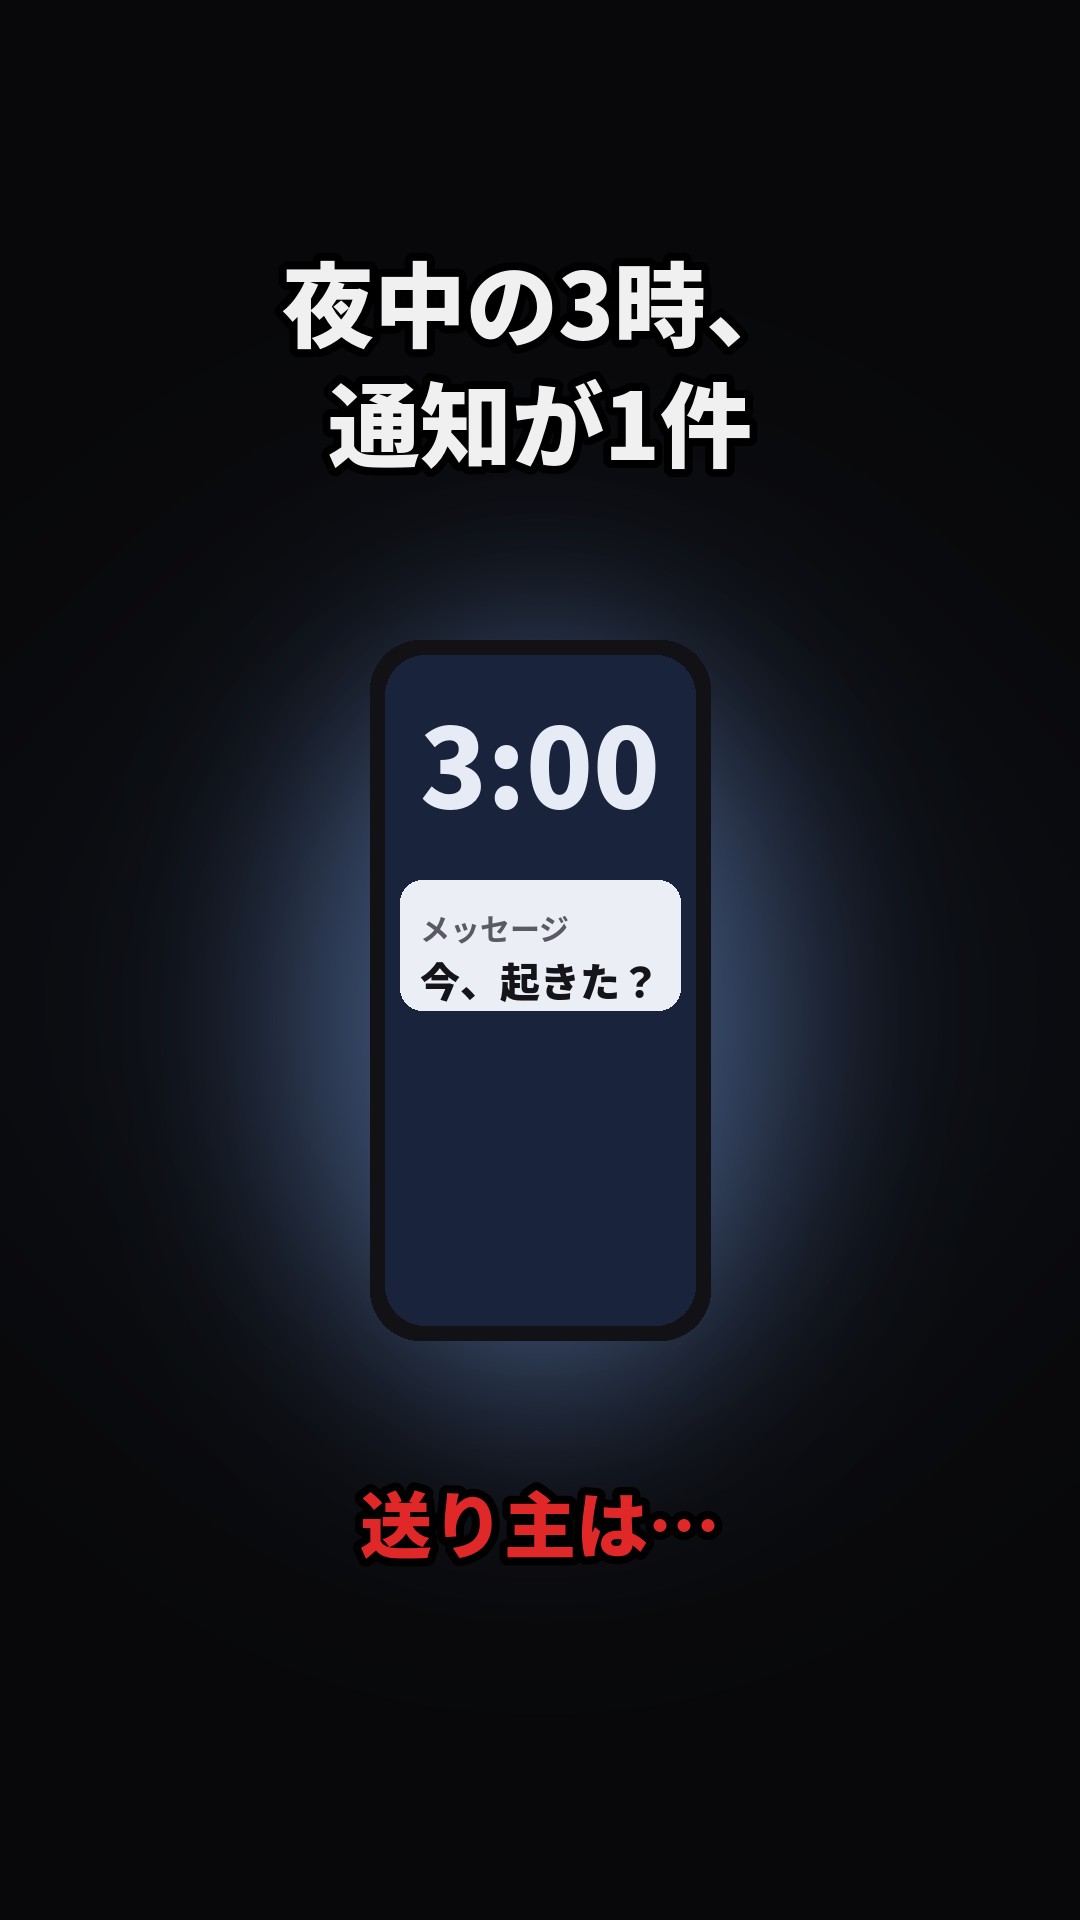 夜中の3時、
通知が1件
3:00
メッセージ
今、起きた？
送り主は…